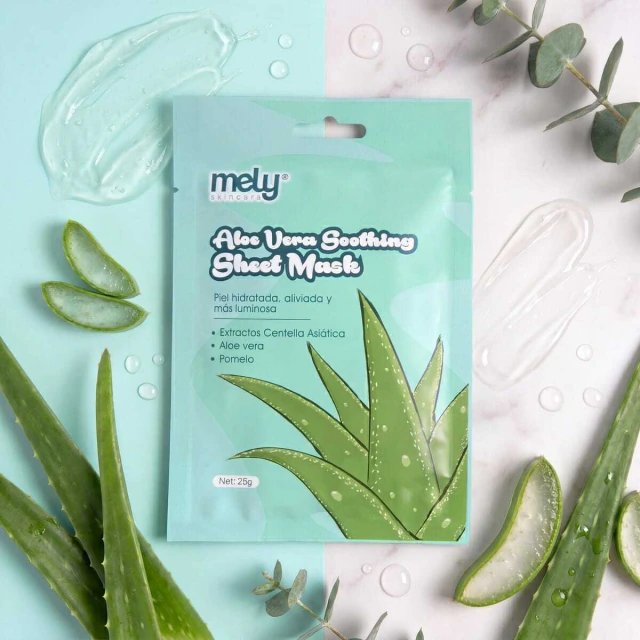 mely®
skincare
Aloe Vera Soothing
Sheet Mask
Piel hidratada, aliviada y
más luminosa
• Extractos Centella Asiática
• Aloe vera
• Pomelo
Net: 25g